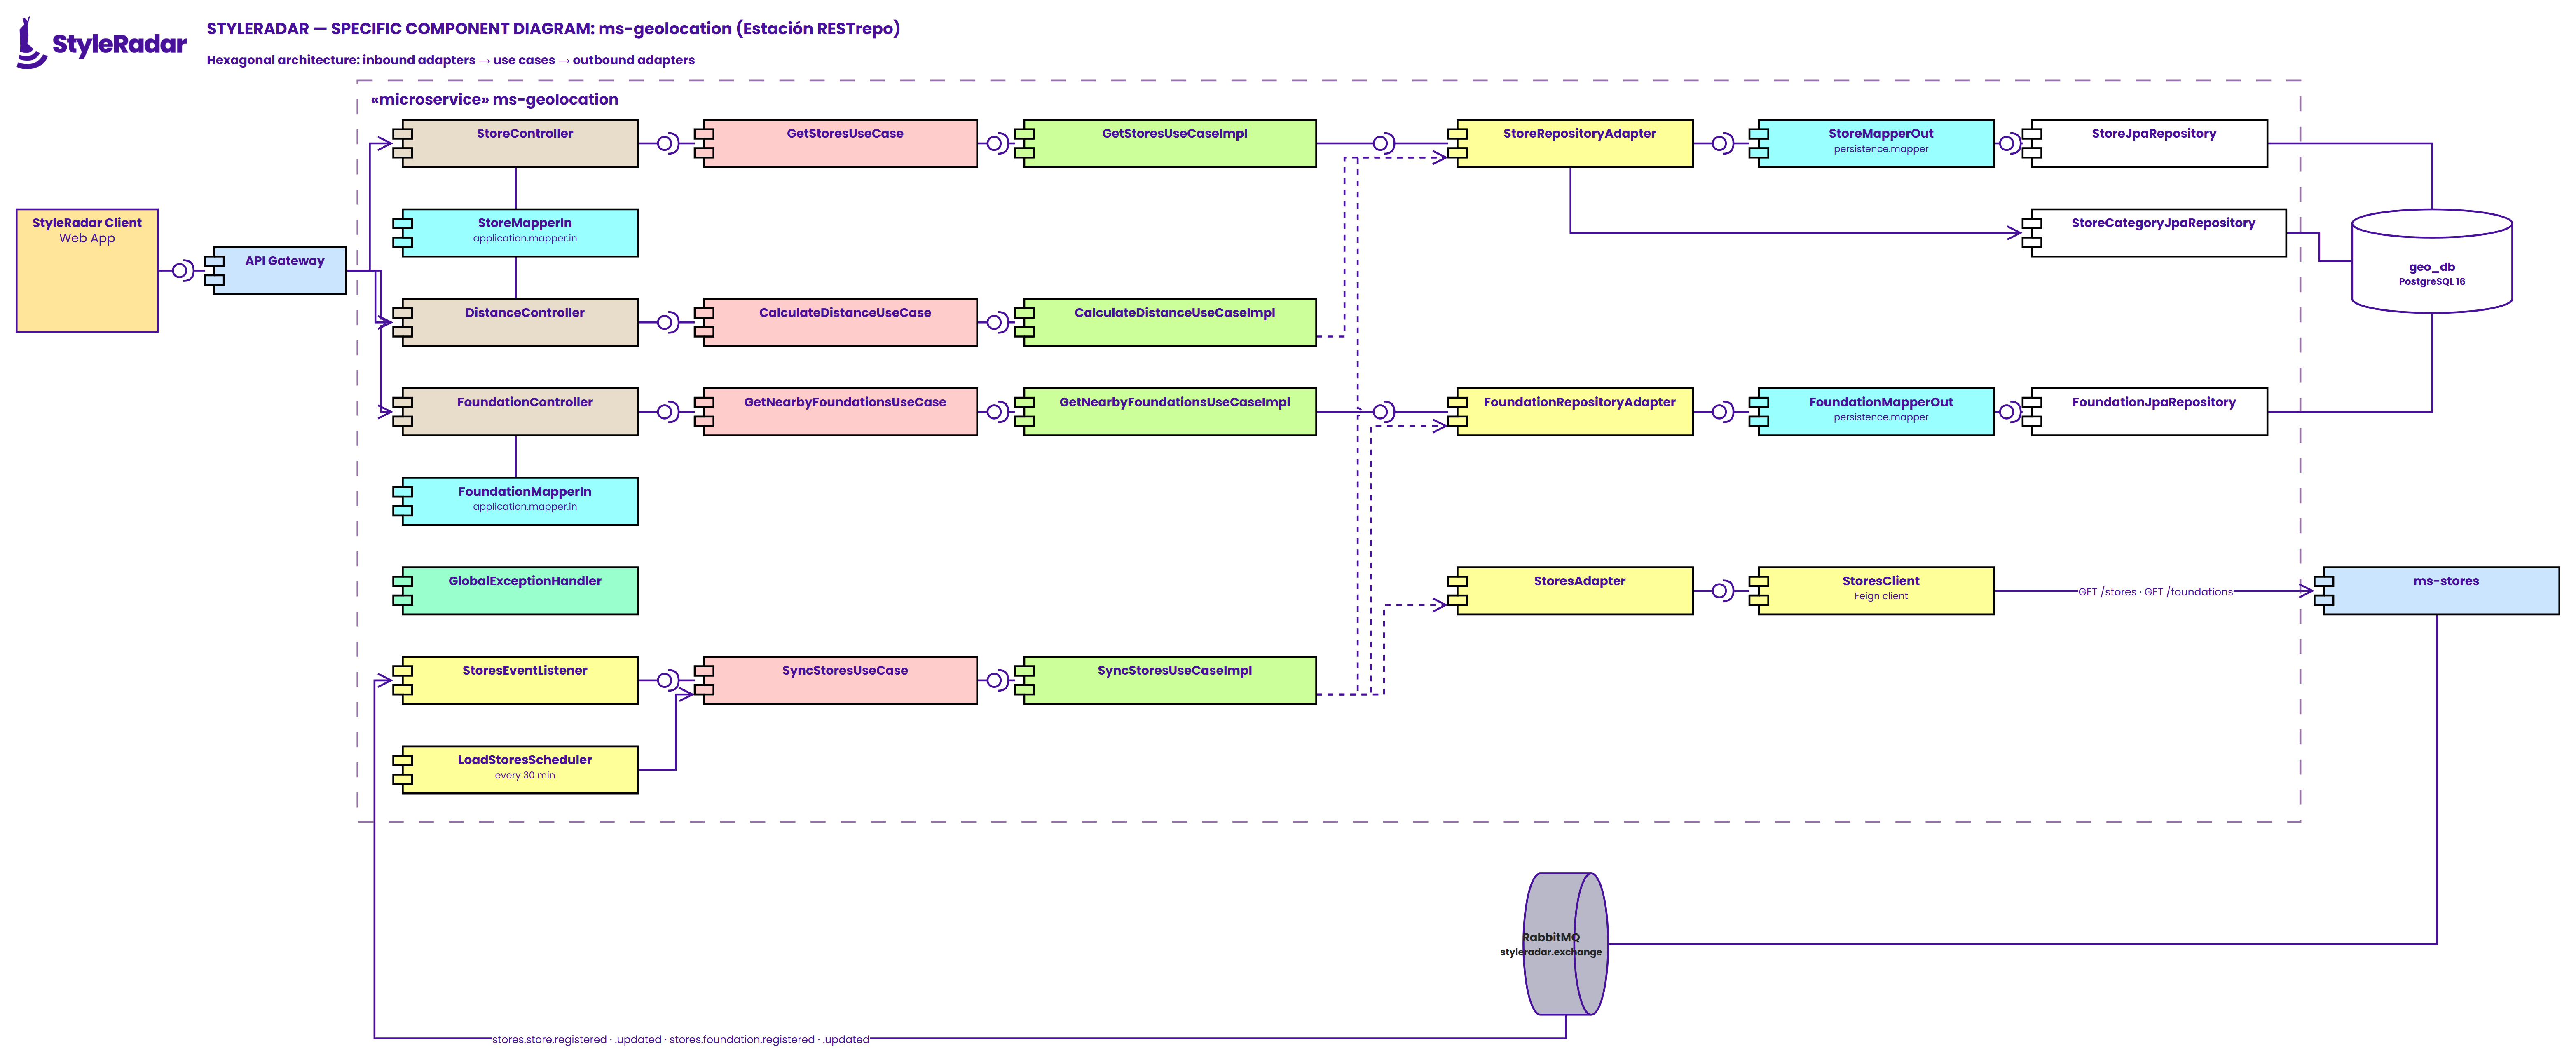 StyleRadar
STYLERADAR — SPECIFIC COMPONENT DIAGRAM: ms-geolocation (Estación RESTrepo)
Hexagonal architecture: inbound adapters → use cases → outbound adapters
«microservice» ms-geolocation
StoreController
GetStoresUseCase
GetStoresUseCaseImpl
StoreRepositoryAdapter
StoreMapperOut
persistence.mapper
StoreJpaRepository
StyleRadar Client
Web App
API Gateway
StoreMapperIn
application.mapper.in
StoreCategoryJpaRepository
geo_db
PostgreSQL 16
DistanceController
CalculateDistanceUseCase
CalculateDistanceUseCaseImpl
FoundationController
GetNearbyFoundationsUseCase
GetNearbyFoundationsUseCaseImpl
FoundationRepositoryAdapter
FoundationMapperOut
persistence.mapper
FoundationJpaRepository
FoundationMapperIn
application.mapper.in
GlobalExceptionHandler
StoresAdapter
StoresClient
Feign client
GET /stores · GET /foundations
ms-stores
StoresEventListener
SyncStoresUseCase
SyncStoresUseCaseImpl
LoadStoresScheduler
every 30 min
RabbitMQ
styleradar.exchange
stores.store.registered · .updated · stores.foundation.registered · .updated